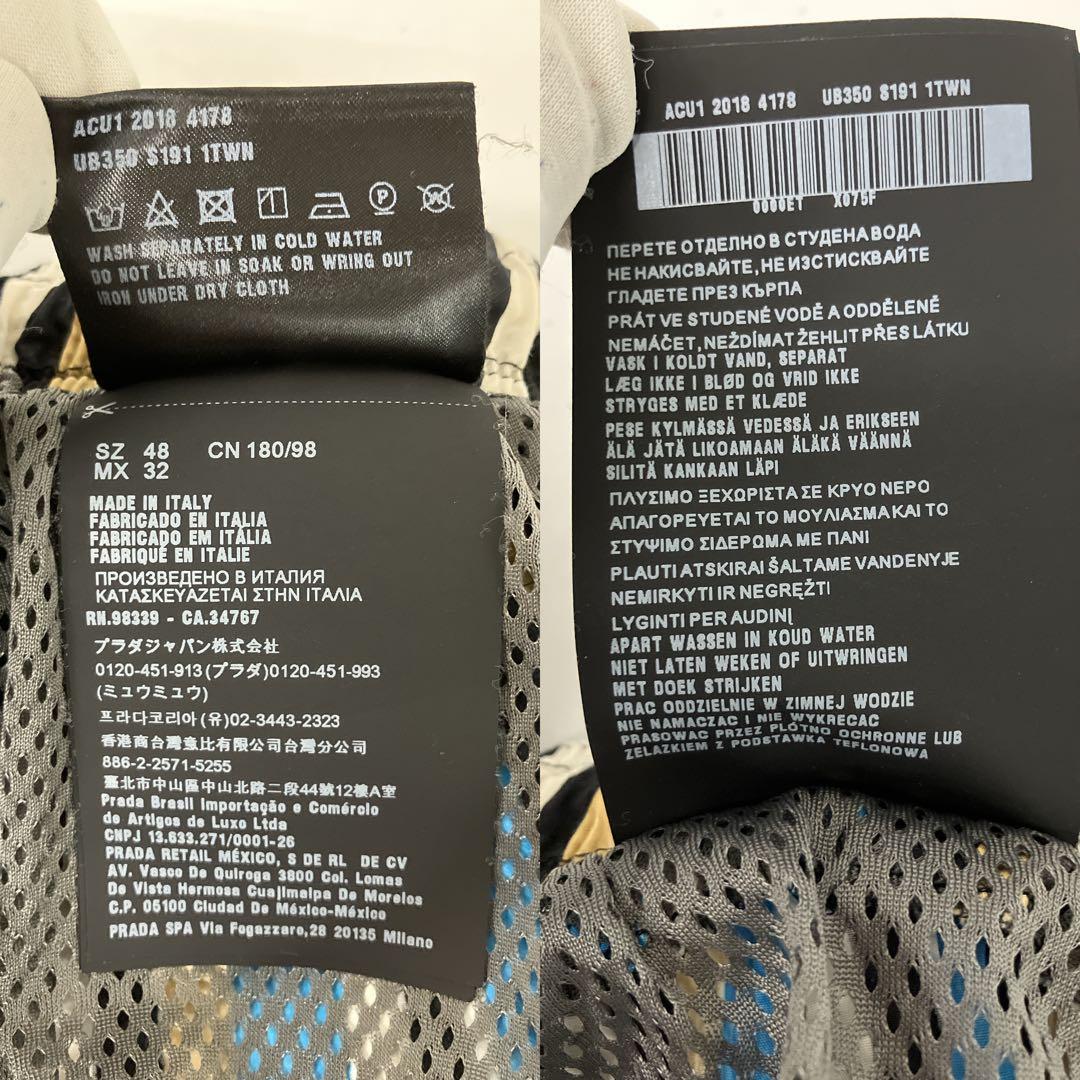 ACU1 2018 4178
UB350 S191 1TWN
WASH SEPARATELY IN COLD WATER
DO NOT LEAVE IN SOAK OR WRING OUT
IRON UNDER DRY CLOTH
SZ 48 CN 180/98
MX 32
MADE IN ITALY
FABRICADO EN ITALIA
FABRICADO EM ITÁLIA
FABRIQUÉ EN ITALIE
ПРОИЗВЕДЕНО В ИТАЛИЯ
ΚΑΤΑΣΚΕΥΑΖΕΤΑΙ ΣΤΗΝ ΙΤΑΛΙΑ
RN.98339 - CA.34767
プラダジャパン株式会社
0120-451-913(プラダ)0120-451-993
(ミュウミュウ)
프라다코리아(유)02-3443-2323
香港商台灣意比有限公司台灣分公司
886-2-2571-5255
臺北市中山區中山北路二段44號12樓A室
Prada Brasil Importação e Comércio
de Artigos de Luxo Ltda
CNPJ 13.633.271/0001-26
PRADA RETAIL MÉXICO, S DE RL DE CV
AV. Vasco De Quiroga 3800 Col. Lomas
De Vista Hermosa Cuajimalpa De Morelos
C.P. 05100 Ciudad De México-México
PRADA SPA Via Fogazzaro,28 20135 Milano
ACU1 2018 4178 UB350 S191 1TWN
0000ET X075F
ПЕРЕТЕ ОТДЕЛНО В СТУДЕНА ВОДА
НЕ НАКИСВАЙТЕ, НЕ ИЗСТИСКВАЙТЕ
ГЛАДЕТЕ ПРЕЗ КЪРПА
PRÁT VE STUDENÉ VODĚ A ODDĚLENĚ
NEMÁČET, NEŽDÍMAT ŽEHLIT PŘES LÁTKU
VASK I KOLDT VAND, SEPARAT
LÆG IKKE I BLØD OG VRID IKKE
STRYGES MED ET KLÆDE
PESE KYLMÄSSÄ VEDESSÄ JA ERIKSEEN
ÄLÄ JÄTÄ LIKOAMAAN ÄLÄKÄ VÄÄNNÄ
SILITÄ KANKAAN LÄPI
ΠΛΥΣΙΜΟ ΞΕΧΩΡΙΣΤΑ ΣΕ ΚΡΥΟ ΝΕΡΟ
ΑΠΑΓΟΡΕΥΕΤΑΙ ΤΟ ΜΟΥΛΙΑΣΜΑ ΚΑΙ ΤΟ
ΣΤΥΨΙΜΟ ΣΙΔΕΡΩΜΑ ΜΕ ΠΑΝΙ
PLAUTI ATSKIRAI ŠALTAME VANDENYJE
NEMIRKYTI IR NEGRĘŽTI
LYGINTI PER AUDINĮ
APART WASSEN IN KOUD WATER
NIET LATEN WEKEN OF UITWRINGEN
MET DOEK STRIJKEN
PRAC ODDZIELNIE W ZIMNEJ WODZIE
NIE NAMACZAC I NIE WYKRECAC
PRASOWAC PRZEZ PLÓTNO OCHRONNE LUB
ZELAZKIEM Z PODSTAWKA TEFLONOWA